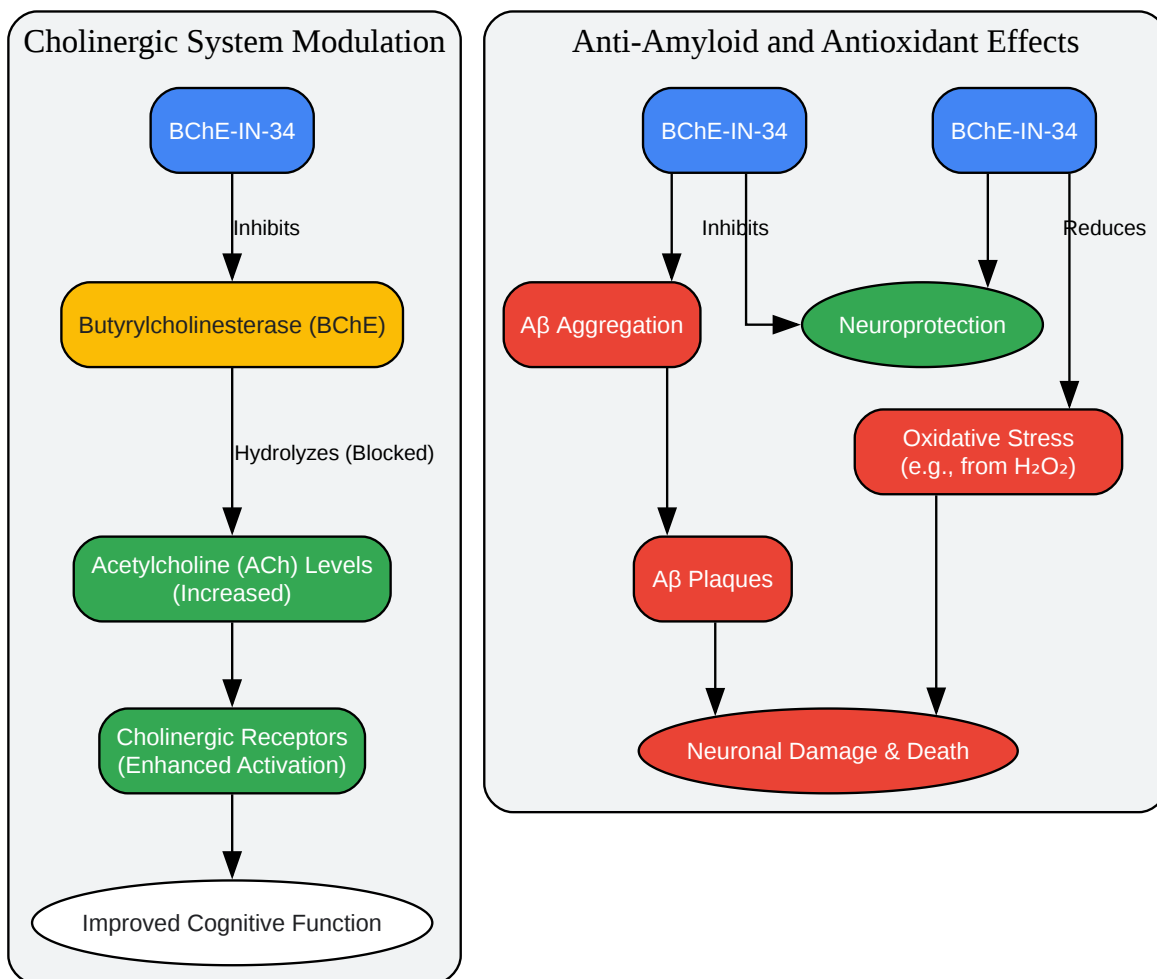 Cholinergic System Modulation
BChE-IN-34
Inhibits
Butyrylcholinesterase (BChE)
Hydrolyzes (Blocked)
Acetylcholine (ACh) Levels
(Increased)
Cholinergic Receptors
(Enhanced Activation)
Improved Cognitive Function
Anti-Amyloid and Antioxidant Effects
BChE-IN-34
BChE-IN-34
Inhibits
Reduces
Aβ Aggregation
Neuroprotection
Oxidative Stress
(e.g., from H₂O₂)
Aβ Plaques
Neuronal Damage & Death